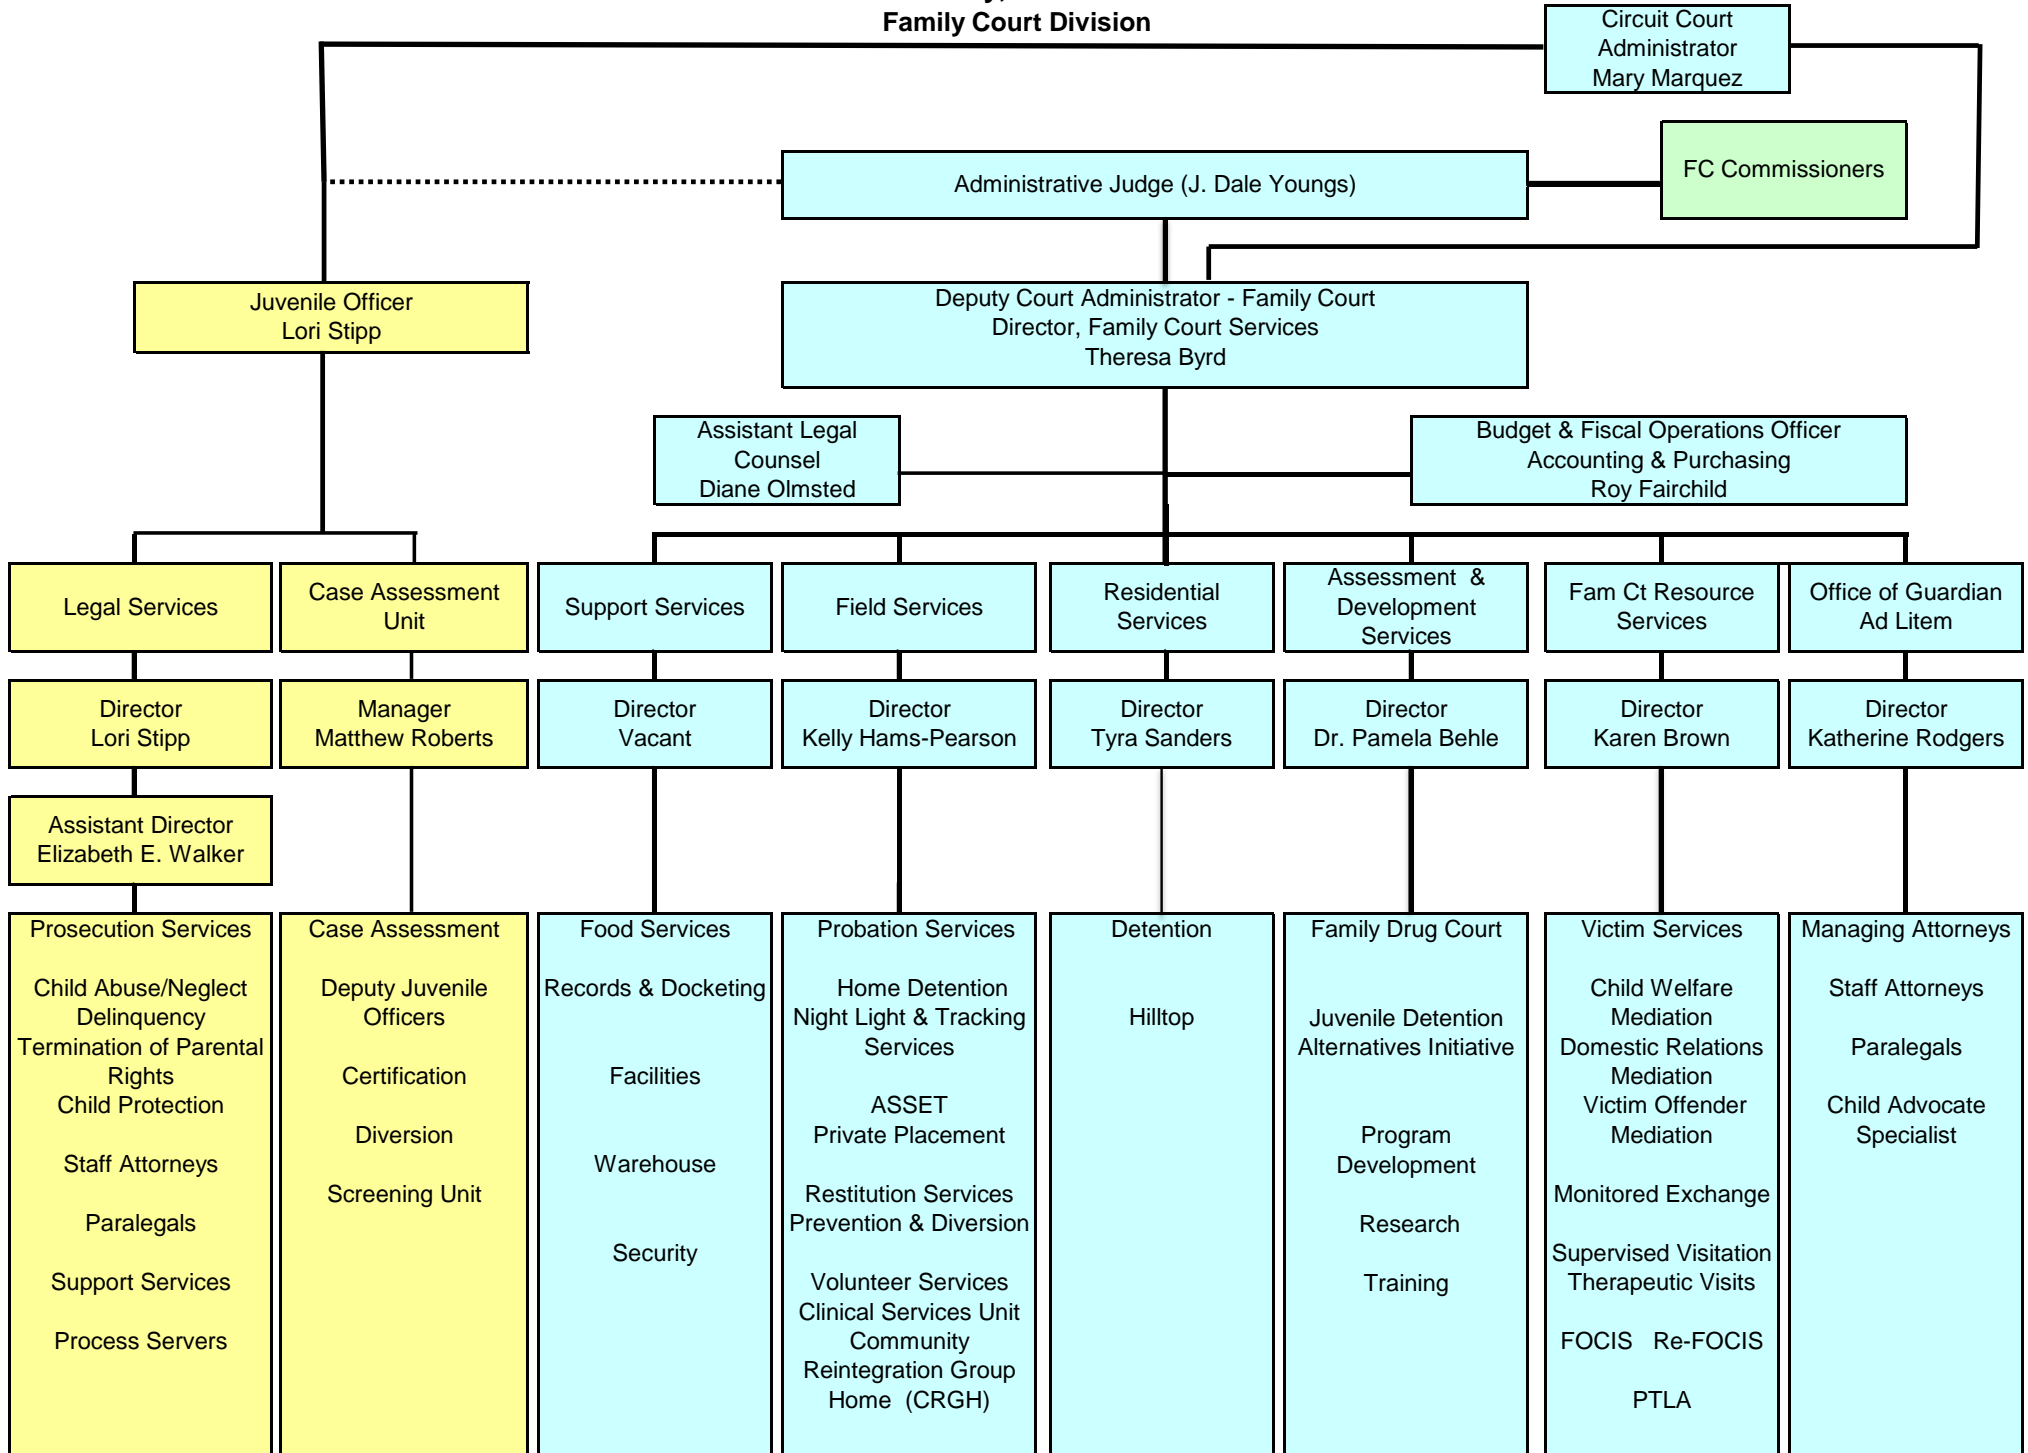 Family Court Division
Circuit Court
Administrator
Mary Marquez
FC Commissioners
Administrative Judge (J. Dale Youngs)
Juvenile Officer
Lori Stipp
Deputy Court Administrator - Family Court
Director, Family Court Services
Theresa Byrd
Assistant Legal
Counsel
Diane Olmsted
Budget & Fiscal Operations Officer
Accounting & Purchasing
Roy Fairchild
Legal Services
Case Assessment
Unit
Support Services
Field Services
Residential
Services
Assessment & 
Development
Services
Fam Ct Resource
Services
Office of Guardian
Ad Litem
Director
Lori Stipp
Manager
Matthew Roberts
Director
Vacant
Director
Kelly Hams-Pearson
Director
Tyra Sanders
Director
Dr. Pamela Behle
Director
Karen Brown
Director
Katherine Rodgers
Assistant Director
Elizabeth E. Walker
Prosecution Services
Child Abuse/Neglect
Delinquency
Termination of Parental
Rights
Child Protection
Staff Attorneys
Paralegals
Support Services
Process Servers
Case Assessment
Deputy Juvenile
Officers
Certification
Diversion
Screening Unit
Food Services
Records & Docketing
Facilities
Warehouse
Security
Probation Services
Home Detention
Night Light & Tracking
Services
ASSET
Private Placement
Restitution Services
Prevention & Diversion
Volunteer Services
Clinical Services Unit
Community
Reintegration Group
Home (CRGH)
Detention
Hilltop
Family Drug Court
Juvenile Detention
Alternatives Initiative
Program
Development
Research
Training
Victim Services
Child Welfare
Mediation
Domestic Relations
Mediation
Victim Offender
Mediation
Monitored Exchange
Supervised Visitation
Therapeutic Visits
FOCIS Re-FOCIS
PTLA
Managing Attorneys
Staff Attorneys
Paralegals
Child Advocate
Specialist